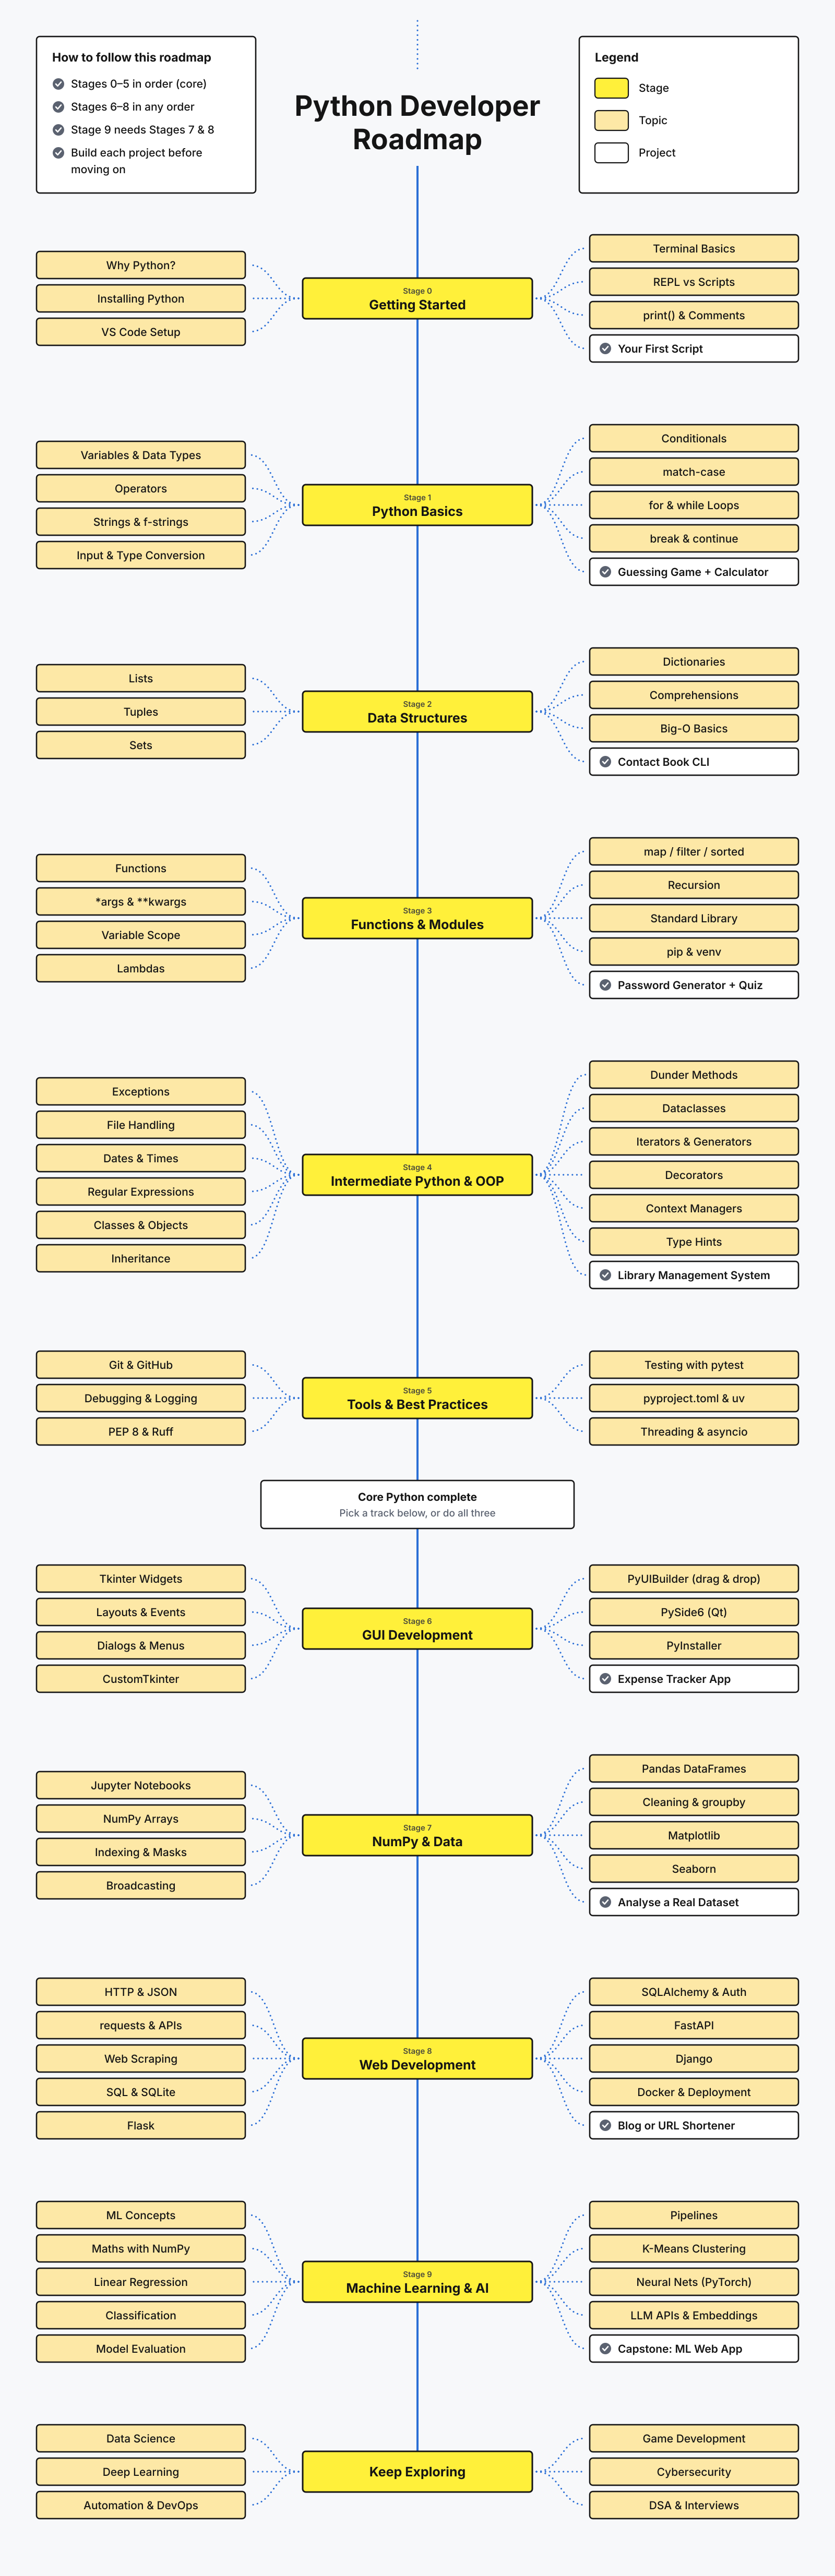 How to follow this roadmap
Stages 0–5 in order (core)
Stages 6–8 in any order
Stage 9 needs Stages 7 & 8
Build each project before
moving on
Python Developer
Roadmap
Legend
Stage
Topic
Project
Why Python?
Installing Python
VS Code Setup
Stage 0
Getting Started
Terminal Basics
REPL vs Scripts
print() & Comments
Your First Script
Variables & Data Types
Operators
Strings & f-strings
Input & Type Conversion
Stage 1
Python Basics
Conditionals
match-case
for & while Loops
break & continue
Guessing Game + Calculator
Lists
Tuples
Sets
Stage 2
Data Structures
Dictionaries
Comprehensions
Big-O Basics
Contact Book CLI
Functions
*args & **kwargs
Variable Scope
Lambdas
Stage 3
Functions & Modules
map / filter / sorted
Recursion
Standard Library
pip & venv
Password Generator + Quiz
Exceptions
File Handling
Dates & Times
Regular Expressions
Classes & Objects
Inheritance
Stage 4
Intermediate Python & OOP
Dunder Methods
Dataclasses
Iterators & Generators
Decorators
Context Managers
Type Hints
Library Management System
Git & GitHub
Debugging & Logging
PEP 8 & Ruff
Stage 5
Tools & Best Practices
Testing with pytest
pyproject.toml & uv
Threading & asyncio
Core Python complete
Pick a track below, or do all three
Tkinter Widgets
Layouts & Events
Dialogs & Menus
CustomTkinter
Stage 6
GUI Development
PyUIBuilder (drag & drop)
PySide6 (Qt)
PyInstaller
Expense Tracker App
Jupyter Notebooks
NumPy Arrays
Indexing & Masks
Broadcasting
Stage 7
NumPy & Data
Pandas DataFrames
Cleaning & groupby
Matplotlib
Seaborn
Analyse a Real Dataset
HTTP & JSON
requests & APIs
Web Scraping
SQL & SQLite
Flask
Stage 8
Web Development
SQLAlchemy & Auth
FastAPI
Django
Docker & Deployment
Blog or URL Shortener
ML Concepts
Maths with NumPy
Linear Regression
Classification
Model Evaluation
Stage 9
Machine Learning & AI
Pipelines
K-Means Clustering
Neural Nets (PyTorch)
LLM APIs & Embeddings
Capstone: ML Web App
Data Science
Deep Learning
Automation & DevOps
Keep Exploring
Game Development
Cybersecurity
DSA & Interviews